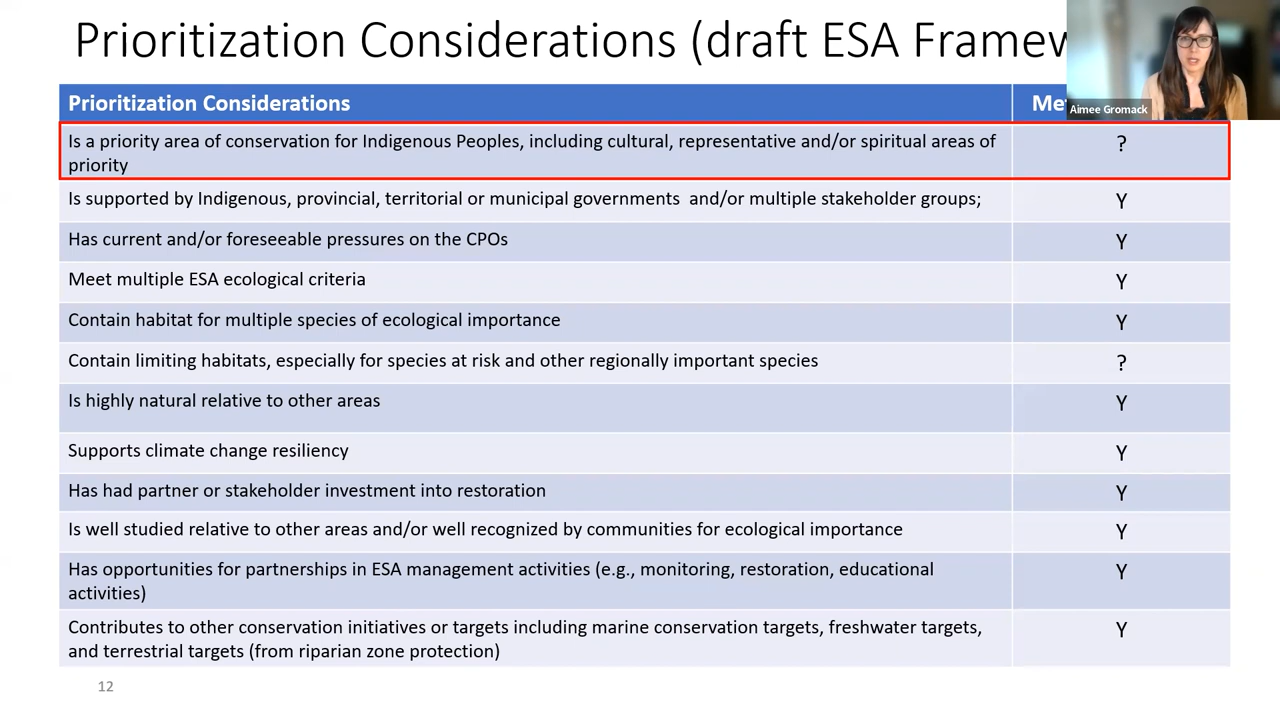 Prioritization Considerations (draft ESA
Aimee Gromack
Prioritization Considerations
Is a priority area of conservation for Indigenous Peoples, including cultural, representative and/or spiritual areas of
priority
?
Is supported by Indigenous, provincial, territorial or municipal governments and/or multiple stakeholder groups;
Y
Has current and/or foreseeable pressures on the CPOs
Y
Meet multiple ESA ecological criteria
Y
Contain habitat for multiple species of ecological importance
Y
Contain limiting habitats, especially for species at risk and other regionally important species
?
Is highly natural relative to other areas
Y
Supports climate change resiliency
Y
Has had partner or stakeholder investment into restoration
Y
Is well studied relative to other areas and/or well recognized by communities for ecological importance
Y
Has opportunities for partnerships in ESA management activities (e.g., monitoring, restoration, educational
activities)
Y
Contributes to other conservation initiatives or targets including marine conservation targets, freshwater targets,
and terrestrial targets (from riparian zone protection)
Y
12